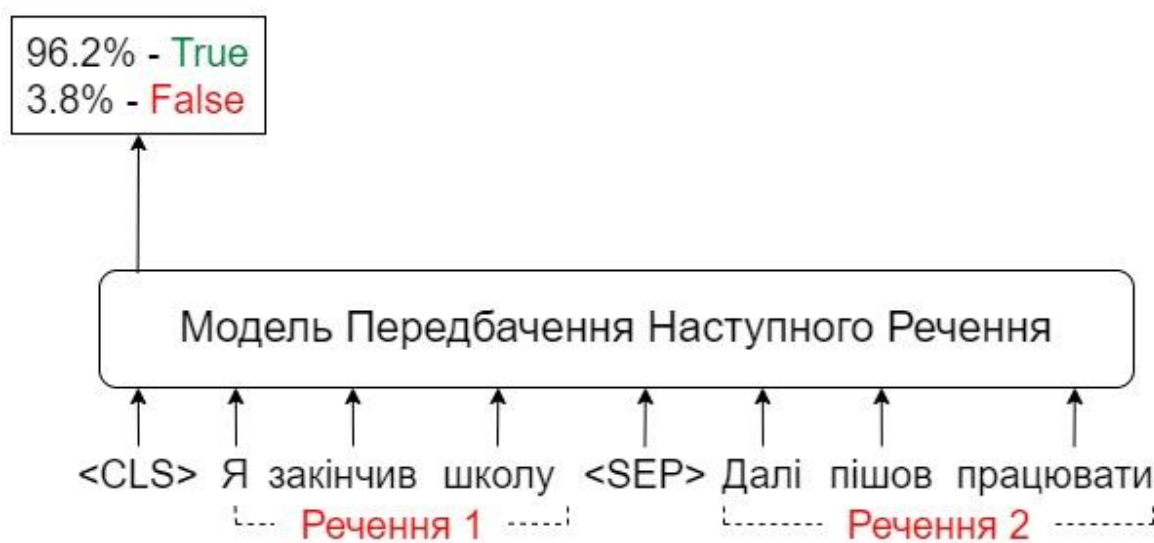 96.2% - True
3.8% - False
Модель Передбачення Наступного Речення
<CLS> Я закінчив школу <SEP> Далі пішов працювати
Речення 1 Речення 2